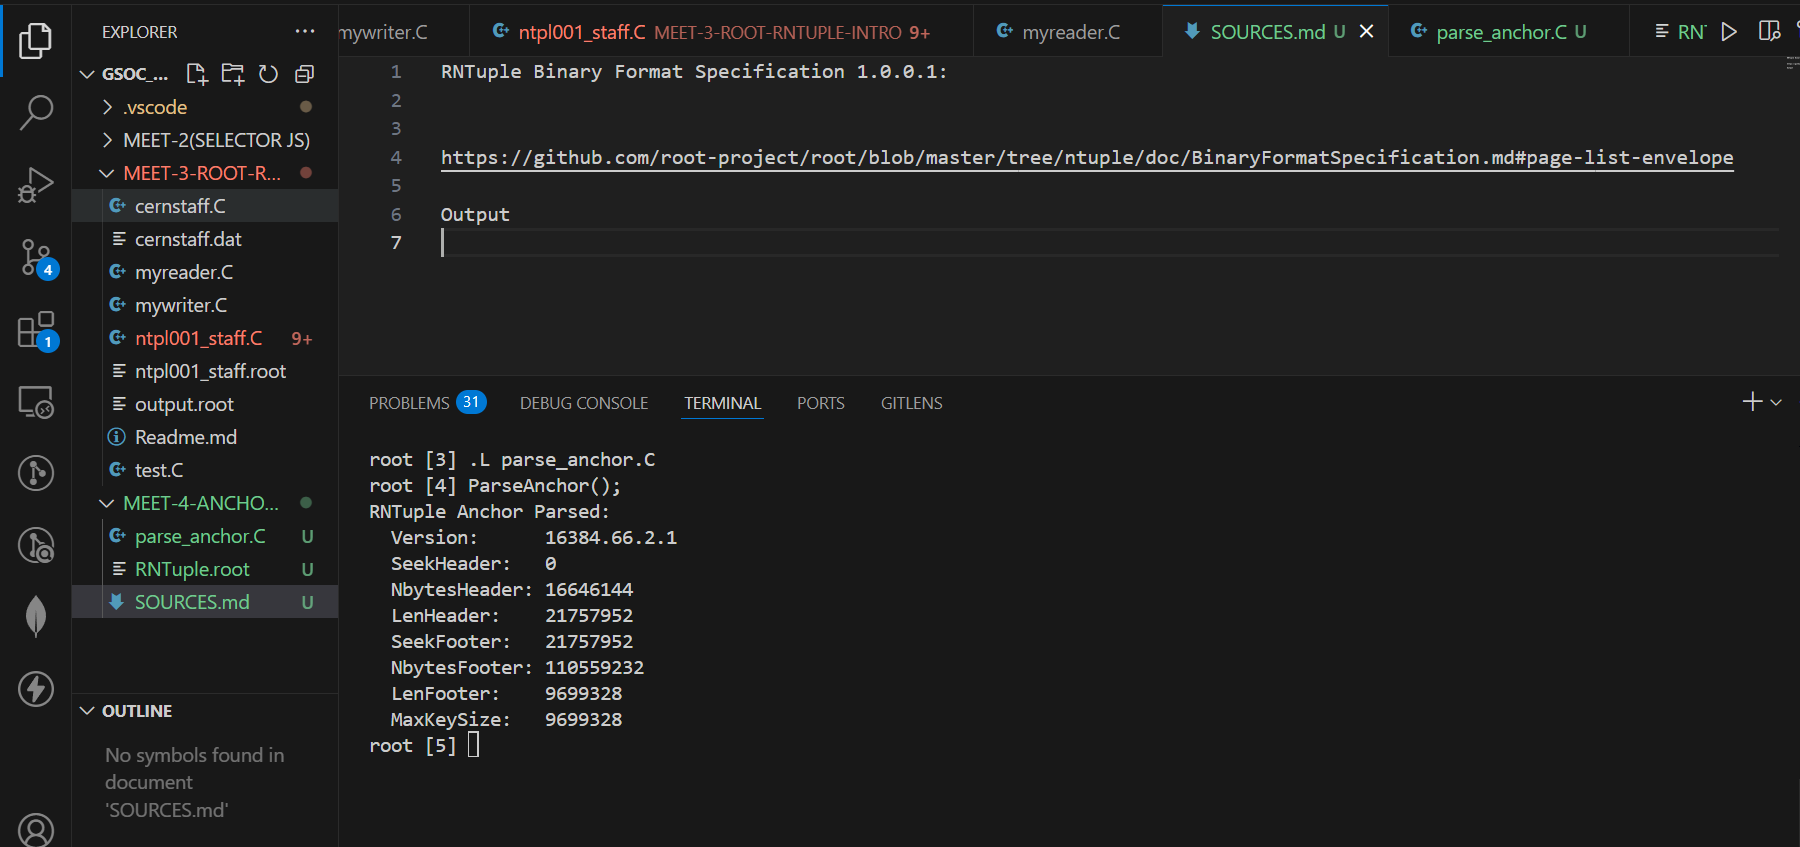 EXPLORER
GSOC_...
.vscode
MEET-2(SELECTOR JS)
MEET-3-ROOT-R...
cernstaff.C
cernstaff.dat
myreader.C
mywriter.C
ntpl001_staff.C 9+
ntpl001_staff.root
output.root
Readme.md
test.C
MEET-4-ANCHO...
parse_anchor.C U
RNTuple.root U
SOURCES.md U
OUTLINE
No symbols found in
document
'SOURCES.md'
4
1
mywriter.C
ntpl001_staff.C MEET-3-ROOT-RNTUPLE-INTRO 9+
myreader.C
SOURCES.md U
parse_anchor.C U
RNT
1 RNTuple Binary Format Specification 1.0.0.1:
2
3
4 https://github.com/root-project/root/blob/master/tree/ntuple/doc/BinaryFormatSpecification.md#page-list-envelope
5
6 Output
7
PROBLEMS 31 DEBUG CONSOLE TERMINAL PORTS GITLENS
root [3] .L parse_anchor.C
root [4] ParseAnchor();
RNTuple Anchor Parsed:
Version: 16384.66.2.1
SeekHeader: 0
NbytesHeader: 16646144
LenHeader: 21757952
SeekFooter: 21757952
NbytesFooter: 110559232
LenFooter: 9699328
MaxKeySize: 9699328
root [5]